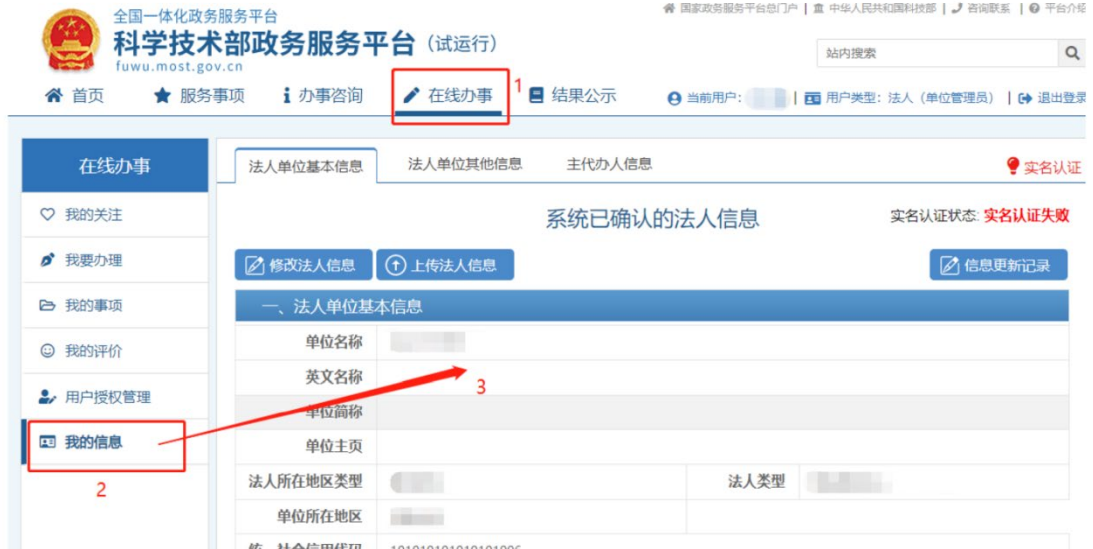 全国一体化政务服务平台
科学技术部政务服务平台（试运行）
fuwu.most.gov.cn
国家政务服务平台总门户 | 中华人民共和国科技部 | 咨询联系 | 平台介绍
站内搜索
首页 服务事项 办事咨询 在线办事 1 结果公示 当前用户: | 用户类型: 法人（单位管理员） | 退出登录
在线办事
我的关注
我要办理
我的事项
我的评价
用户授权管理
我的信息
2
法人单位基本信息 法人单位其他信息 主代办人信息 实名认证
系统已确认的法人信息 实名认证状态: 实名认证失败
修改法人信息 上传法人信息 信息更新记录
一、法人单位基本信息
单位名称
英文名称
3
单位简称
单位主页
法人所在地区类型 法人类型
单位所在地区